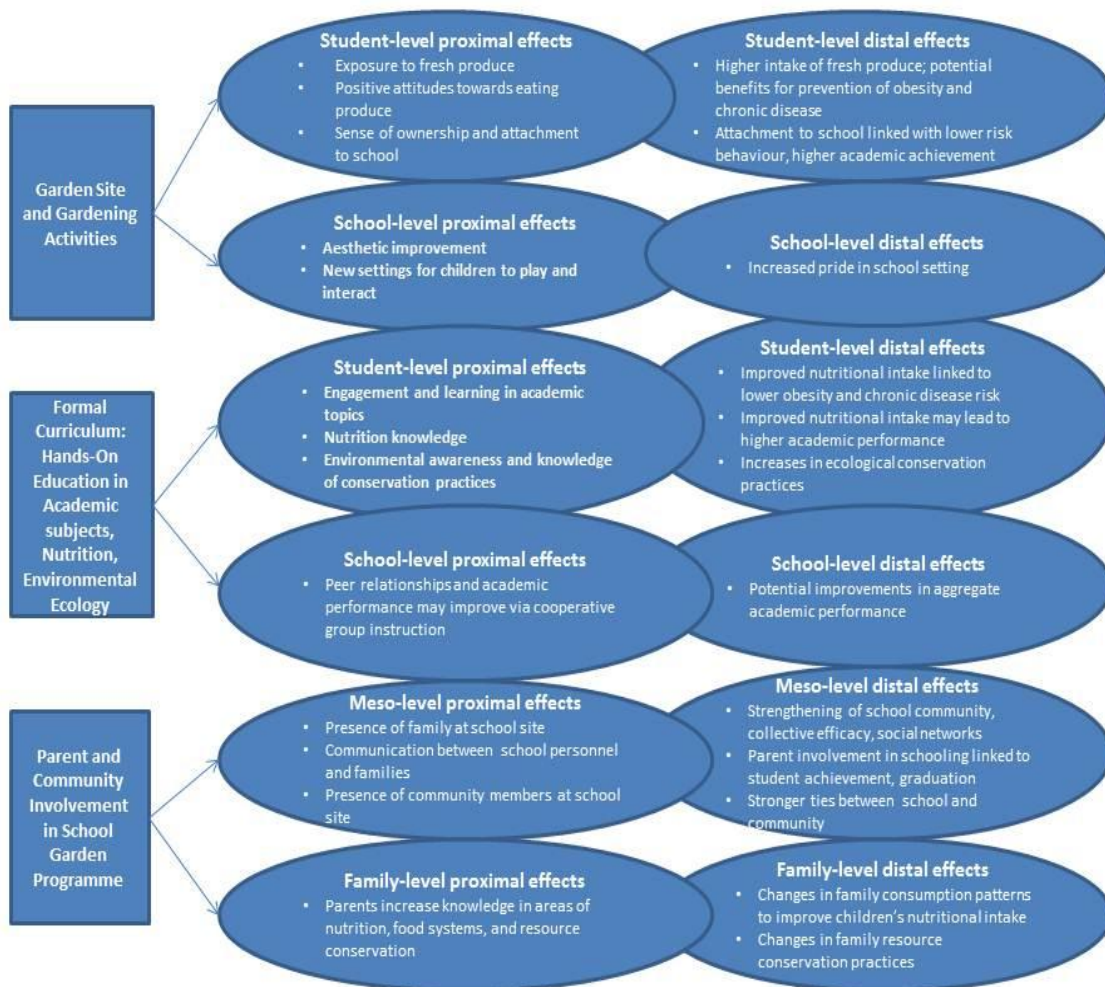 Garden Site
and Gardening
Activities
Student-level proximal effects
• Exposure to fresh produce
• Positive attitudes towards eating
produce
• Sense of ownership and attachment
to school
Student-level distal effects
• Higher intake of fresh produce; potential
benefits for prevention of obesity and
chronic disease
• Attachment to school linked with lower risk
behaviour, higher academic achievement
School-level proximal effects
• Aesthetic improvement
• New settings for children to play and
interact
School-level distal effects
• Increased pride in school setting
Formal
Curriculum:
Hands-On
Education in
Academic
subjects,
Nutrition,
Environmental
Ecology
Student-level proximal effects
• Engagement and learning in academic
topics
• Nutrition knowledge
• Environmental awareness and knowledge
of conservation practices
Student-level distal effects
• Improved nutritional intake linked to
lower obesity and chronic disease risk
• Improved nutritional intake may lead to
higher academic performance
• Increases in ecological conservation
practices
School-level proximal effects
• Peer relationships and academic
performance may improve via cooperative
group instruction
School-level distal effects
• Potential improvements in aggregate
academic performance
Parent and
Community
Involvement
in School
Garden
Programme
Meso-level proximal effects
• Presence of family at school site
• Communication between school personnel
and families
• Presence of community members at school
site
Meso-level distal effects
• Strengthening of school community,
collective efficacy, social networks
• Parent involvement in schooling linked to
student achievement, graduation
• Stronger ties between school and
community
Family-level proximal effects
• Parents increase knowledge in areas of
nutrition, food systems, and resource
conservation
Family-level distal effects
• Changes in family consumption patterns
to improve children's nutritional intake
• Changes in family resource
conservation practices